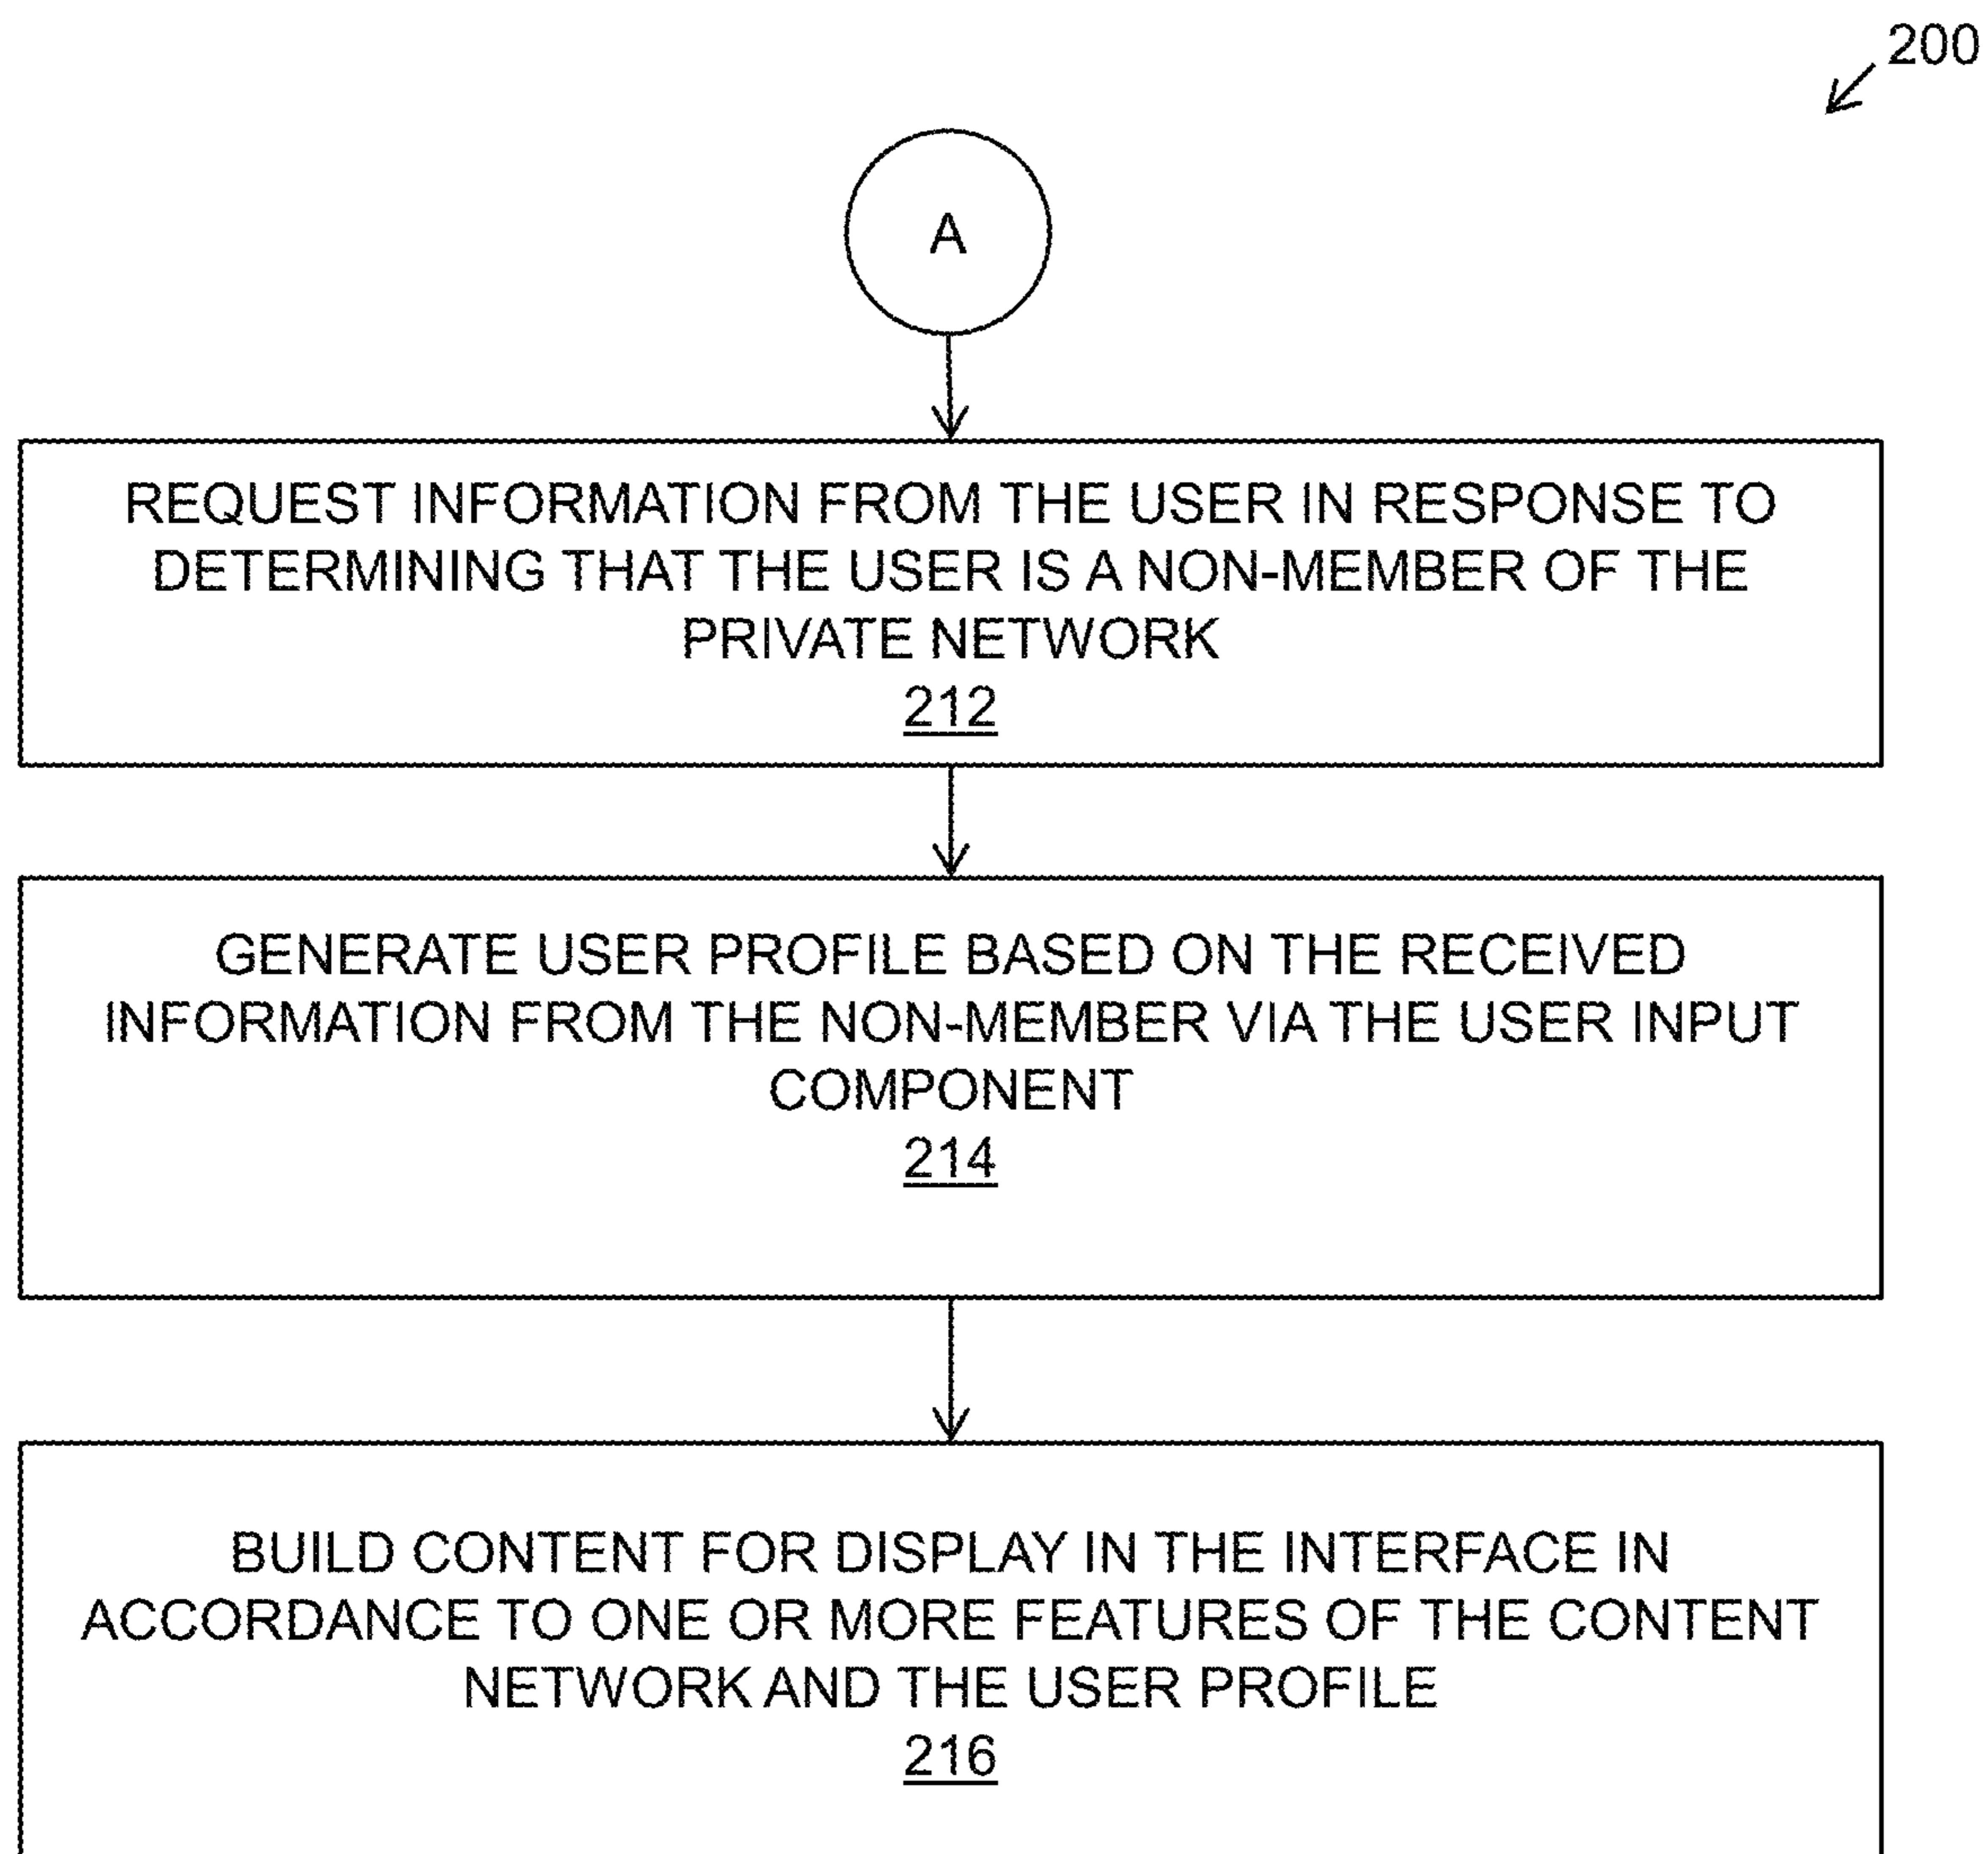 200
A
REQUEST INFORMATION FROM THE USER IN RESPONSE TO
DETERMINING THAT THE USER IS A NON-MEMBER OF THE
PRIVATE NETWORK
212
GENERATE USER PROFILE BASED ON THE RECEIVED
INFORMATION FROM THE NON-MEMBER VIA THE USER INPUT
COMPONENT
214
BUILD CONTENT FOR DISPLAY IN THE INTERFACE IN
ACCORDANCE TO ONE OR MORE FEATURES OF THE CONTENT
NETWORK AND THE USER PROFILE
216